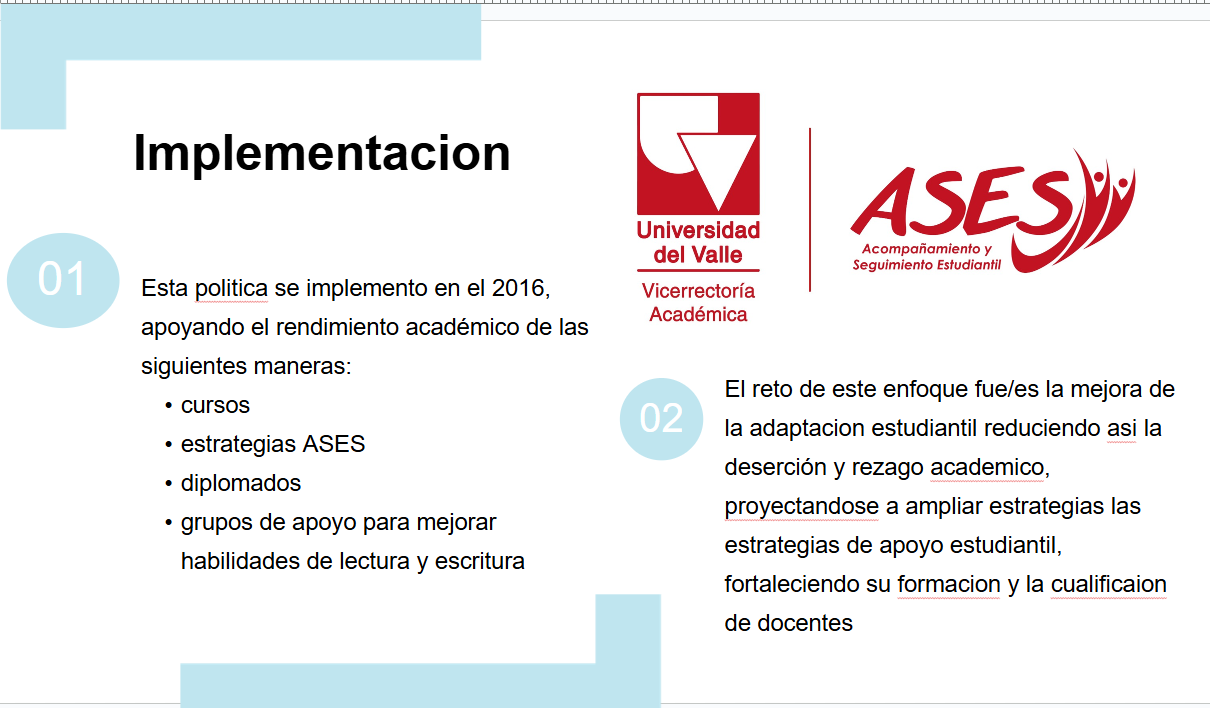 Implementacion
Universidad
del Valle
Vicerrectoría
Académica
ASES
Acompañamiento y
Seguimiento Estudiantil
01
Esta politica se implemento en el 2016,
apoyando el rendimiento académico de las
siguientes maneras:
• cursos
• estrategias ASES
• diplomados
• grupos de apoyo para mejorar
habilidades de lectura y escritura
02
El reto de este enfoque fue/es la mejora de
la adaptacion estudiantil reduciendo asi la
deserción y rezago academico,
proyectandose a ampliar estrategias las
estrategias de apoyo estudiantil,
fortaleciendo su formacion y la cualificaion
de docentes